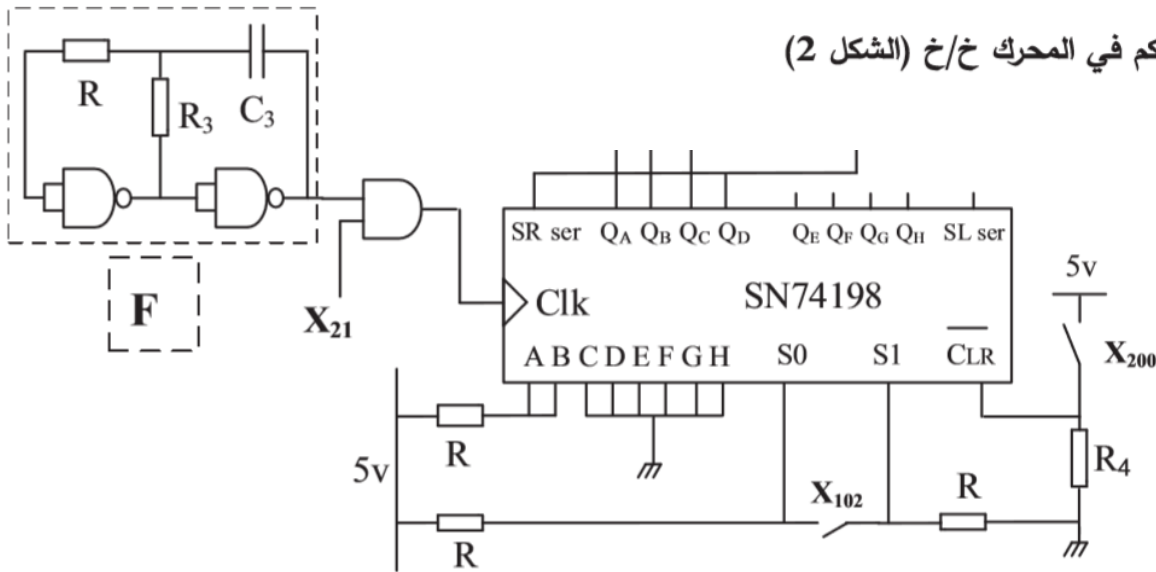 كم في المحرك خ/خ (الشكل 2)
R
R3 C3
SR ser QA QB QC QD QE QF QG QH SL ser
5v
F
X21
Clk
SN74198
X200
A B C D E F G H S0 S1 C̅L̅R̅
R
5v
R4
X102
R
R